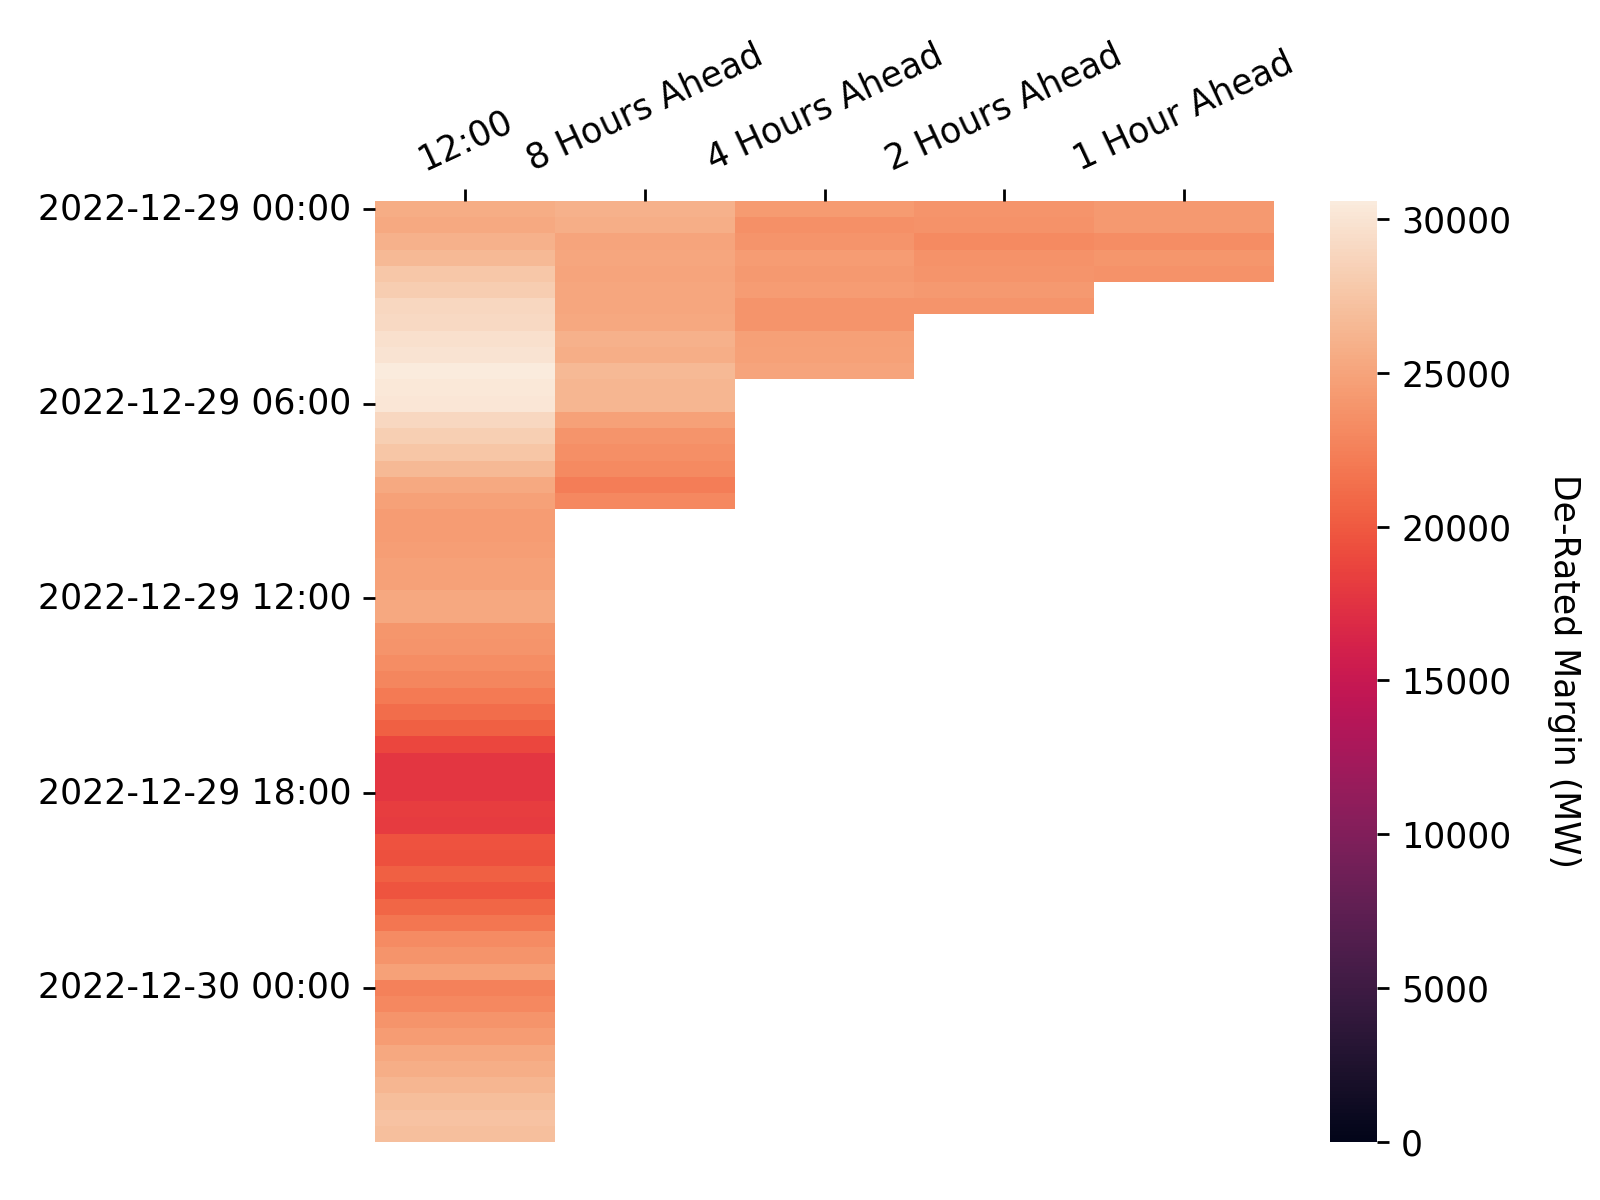 12:00
8 Hours Ahead
4 Hours Ahead
2 Hours Ahead
1 Hour Ahead
2022-12-29 00:00
2022-12-29 06:00
2022-12-29 12:00
2022-12-29 18:00
2022-12-30 00:00
30000
25000
20000
15000
10000
5000
0
De-Rated Margin (MW)